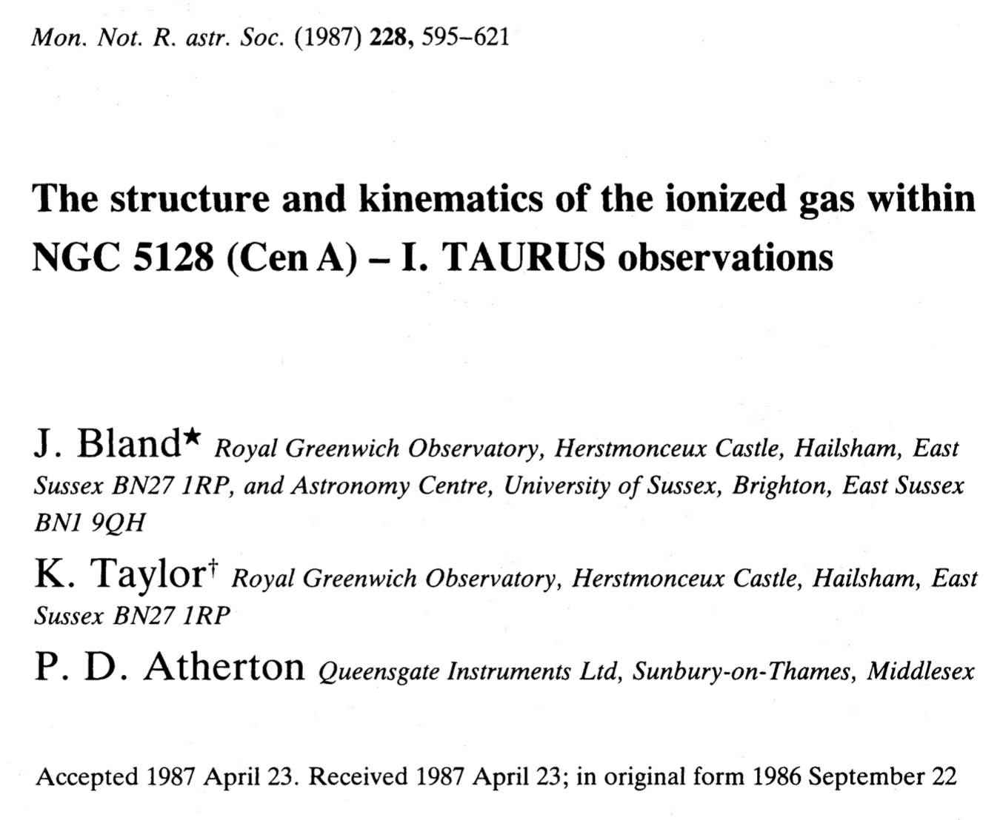 Mon. Not. R. astr. Soc. (1987) 228, 595–621
The structure and kinematics of the ionized gas within
NGC 5128 (Cen A) – I. TAURUS observations
J. Bland★ Royal Greenwich Observatory, Herstmonceux Castle, Hailsham, East
Sussex BN27 1RP, and Astronomy Centre, University of Sussex, Brighton, East Sussex
BN1 9QH
K. Taylor† Royal Greenwich Observatory, Herstmonceux Castle, Hailsham, East
Sussex BN27 1RP
P. D. Atherton Queensgate Instruments Ltd, Sunbury-on-Thames, Middlesex
Accepted 1987 April 23. Received 1987 April 23; in original form 1986 September 22